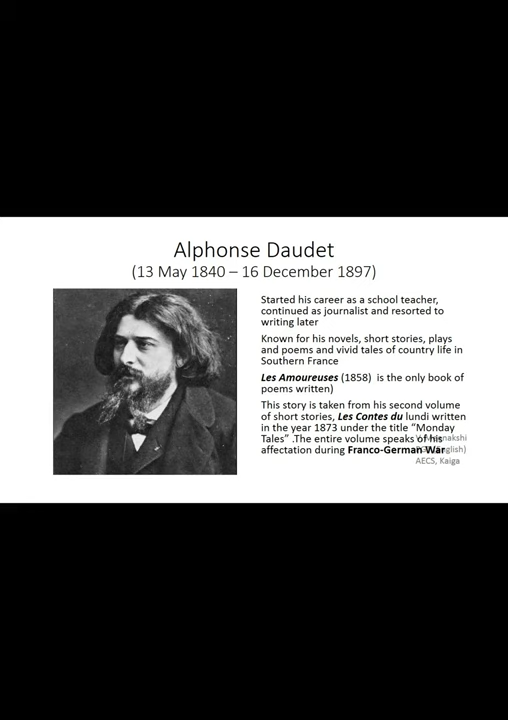 Alphonse Daudet
(13 May 1840 – 16 December 1897)
Started his career as a school teacher,
continued as journalist and resorted to
writing later
Known for his novels, short stories, plays
and poems and vivid tales of country life in
Southern France
Les Amoureuses (1858)  is the only book of
poems written)
This story is taken from his second volume
of short stories, Les Contes du lundi written
in the year 1873 under the title “Monday
Tales” .The entire volume speaks of his
affectation during Franco-German War
AECS, Kaiga